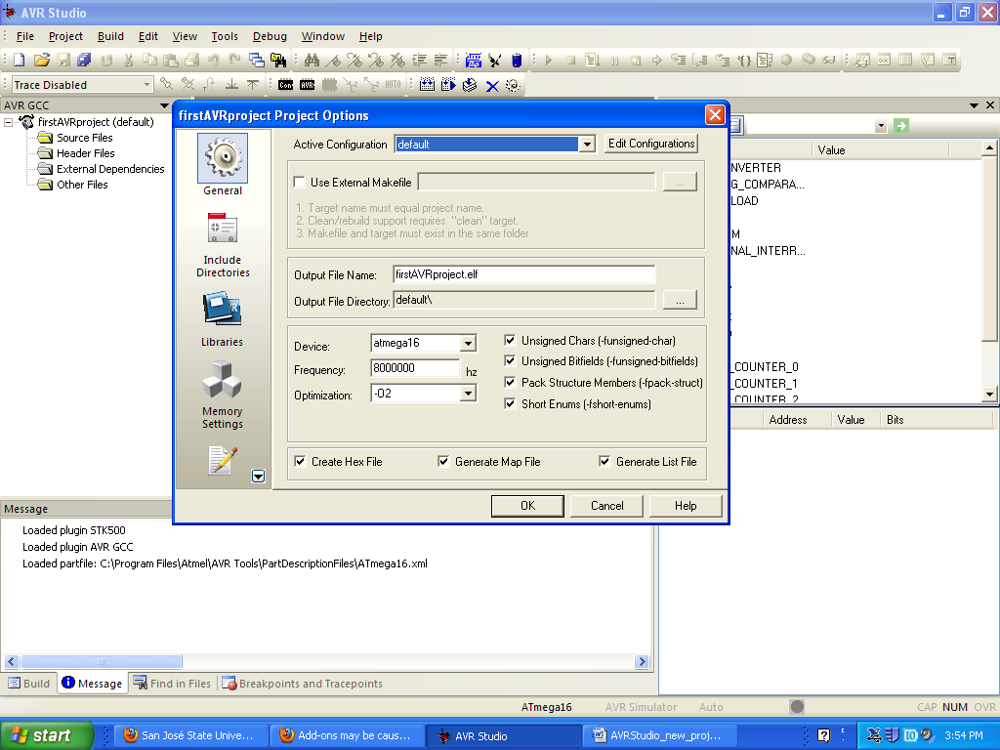 AVR Studio
File Project Build Edit View Tools Debug Window Help
Trace Disabled
Con AVR AUTO
AVR GCC
firstAVRproject (default)
Source Files
Header Files
External Dependencies
Other Files
firstAVRproject Project Options
General
Include
Directories
Libraries
Memory
Settings
Active Configuration default Edit Configurations
Use External Makefile ...
1. Target name must equal project name.
2. Clean/rebuild support requires "clean" target.
3. Makefile and target must exist in the same folder
Output File Name: firstAVRproject.elf
Output File Directory: default\ ...
Device: atmega16
Frequency: 8000000 hz
Optimization: -O2
Unsigned Chars (-funsigned-char)
Unsigned Bitfields (-funsigned-bitfields)
Pack Structure Members (-fpack-struct)
Short Enums (-fshort-enums)
Create Hex File Generate Map File Generate List File
OK Cancel Help
Value
NVERTER
G_COMPARA...
LOAD
M
NAL_INTERR...
_COUNTER_0
_COUNTER_1
_COUNTER_2
Address Value Bits
Message
Loaded plugin STK500
Loaded plugin AVR GCC
Loaded partfile: C:\Program Files\Atmel\AVR Tools\PartDescriptionFiles\ATmega16.xml
Build Message Find in Files Breakpoints and Tracepoints
ATmega16 AVR Simulator Auto CAP NUM OVR
start San José State Unive... Add-ons may be caus... AVR Studio AVRStudio_new_proj... 3:54 PM